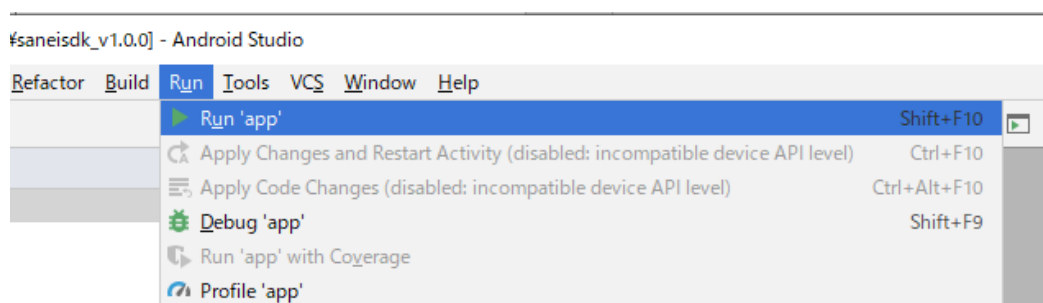 ¥saneisdk_v1.0.0] - Android Studio
Refactor Build Run Tools VCS Window Help
Run 'app' Shift+F10
Apply Changes and Restart Activity (disabled: incompatible device API level) Ctrl+F10
Apply Code Changes (disabled: incompatible device API level) Ctrl+Alt+F10
Debug 'app' Shift+F9
Run 'app' with Coverage
Profile 'app'